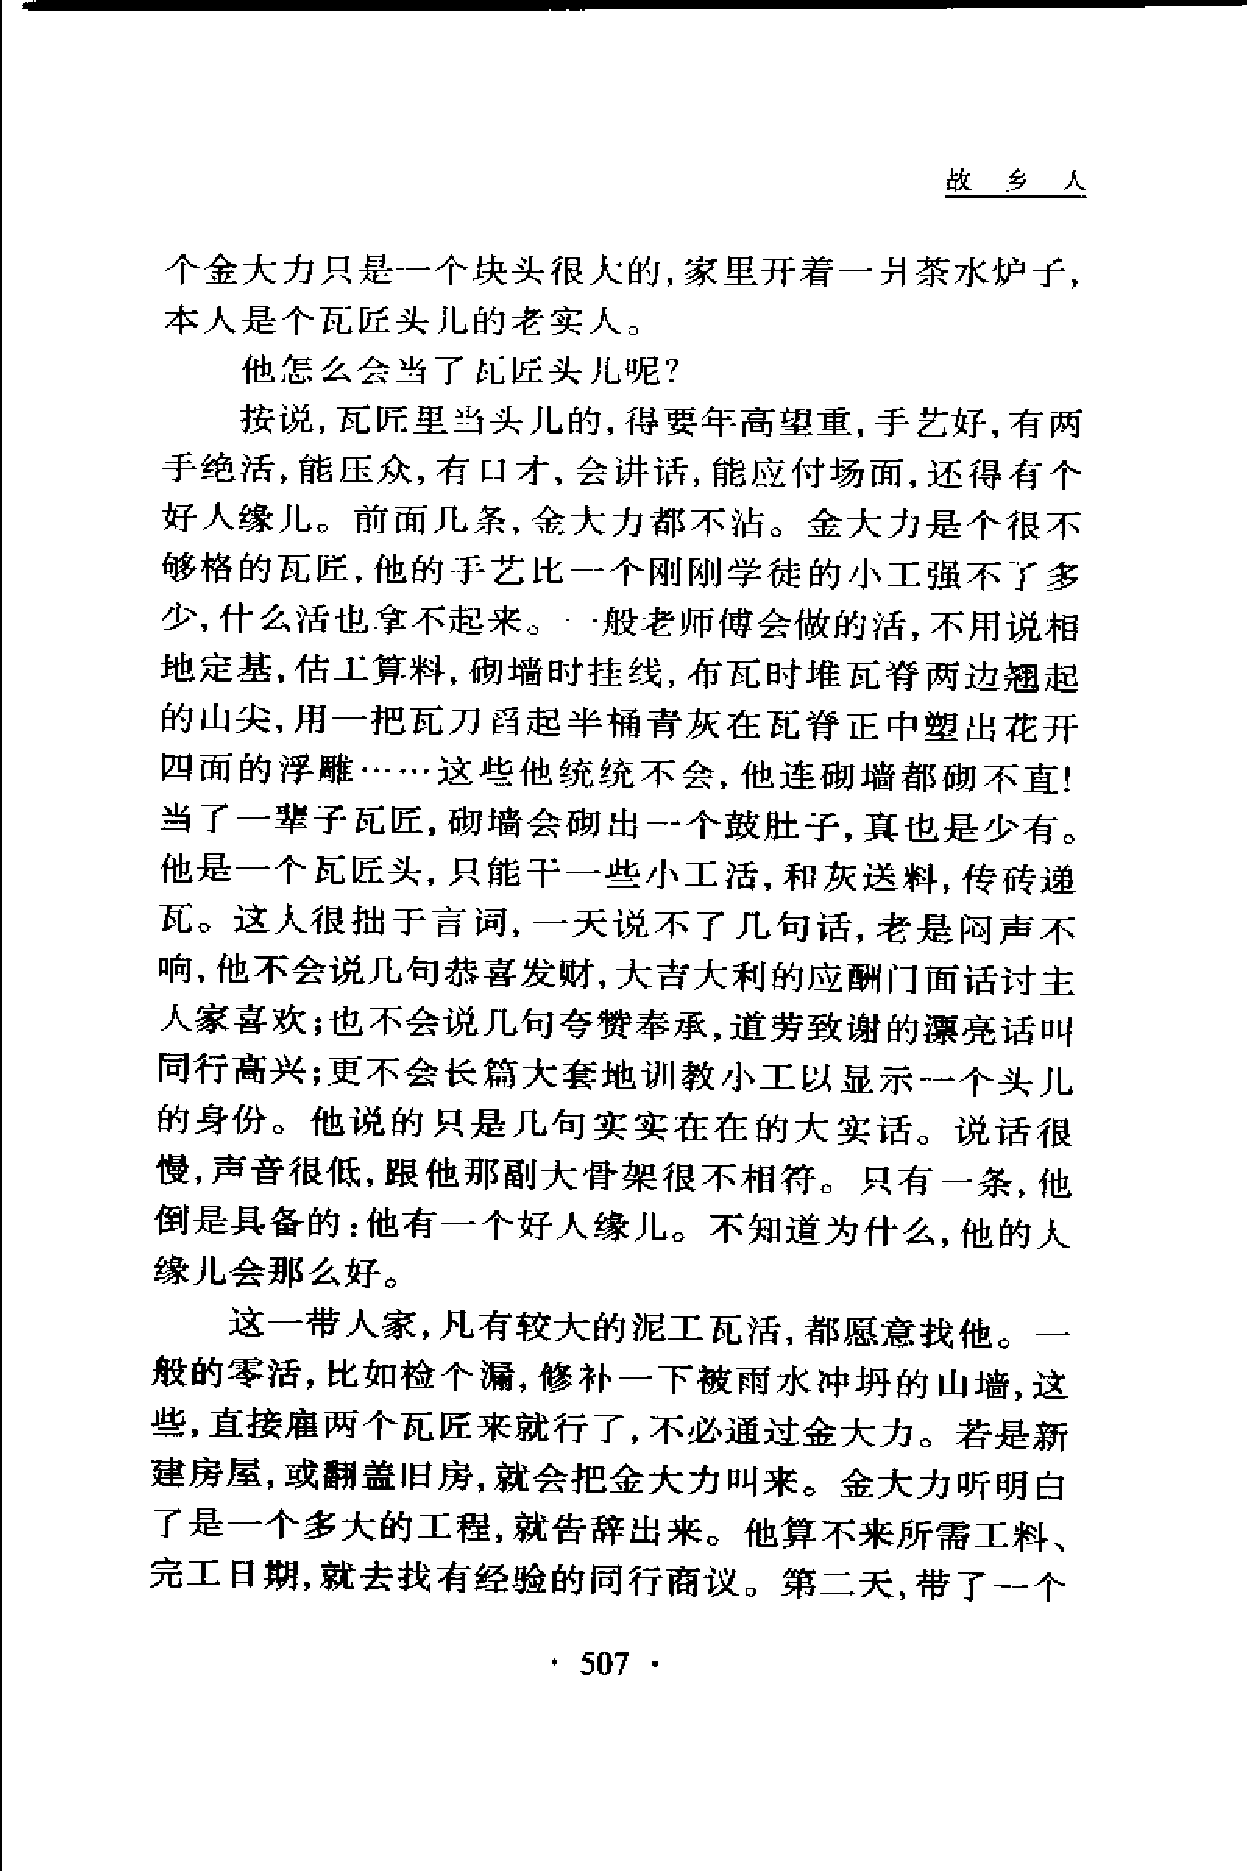 故乡人
个金大力只是一个块头很大的,家里开着一爿茶水炉子,
本人是个瓦匠头儿的老实人。
他怎么会当了瓦匠头儿呢?
按说,瓦匠里当头儿的,得要年高望重,手艺好,有两
手绝活,能压众,有口才,会讲话,能应付场面,还得有个
好人缘儿。前面几条,金大力都不沾。金大力是个很不
够格的瓦匠,他的手艺比一个刚刚学徒的小工强不了多
少,什么活也拿不起来。一般老师傅会做的活,不用说相
地定基,估工算料,砌墙时挂线,布瓦时堆瓦脊两边翘起
的山尖,用一把瓦刀舀起半桶青灰在瓦脊正中塑出花开
四面的浮雕……这些他统统不会,他连砌墙都砌不直!
当了一辈子瓦匠,砌墙会砌出一个鼓肚子,真也是少有。
他是一个瓦匠头,只能干一些小工活,和灰送料,传砖递
瓦。这人很拙于言词,一天说不了几句话,老是闷声不
响,他不会说几句恭喜发财,大吉大利的应酬门面话讨主
人家喜欢;也不会说几句夸赞奉承,道劳致谢的漂亮话叫
同行高兴;更不会长篇大套地训教小工以显示一个头儿
的身份。他说的只是几句实实在在的大实话。说话很
慢,声音很低,跟他那副大骨架很不相符。只有一条,他
倒是具备的:他有一个好人缘儿。不知道为什么,他的人
缘儿会那么好。
这一带人家,凡有较大的泥工瓦活,都愿意找他。一
般的零活,比如检个漏,修补一下被雨水冲坍的山墙,这
些,直接雇两个瓦匠来就行了,不必通过金大力。若是新
建房屋,或翻盖旧房,就会把金大力叫来。金大力听明白
了是一个多大的工程,就告辞出来。他算不来所需工料、
完工日期,就去找有经验的同行商议。第二天,带了一个
· 507 ·